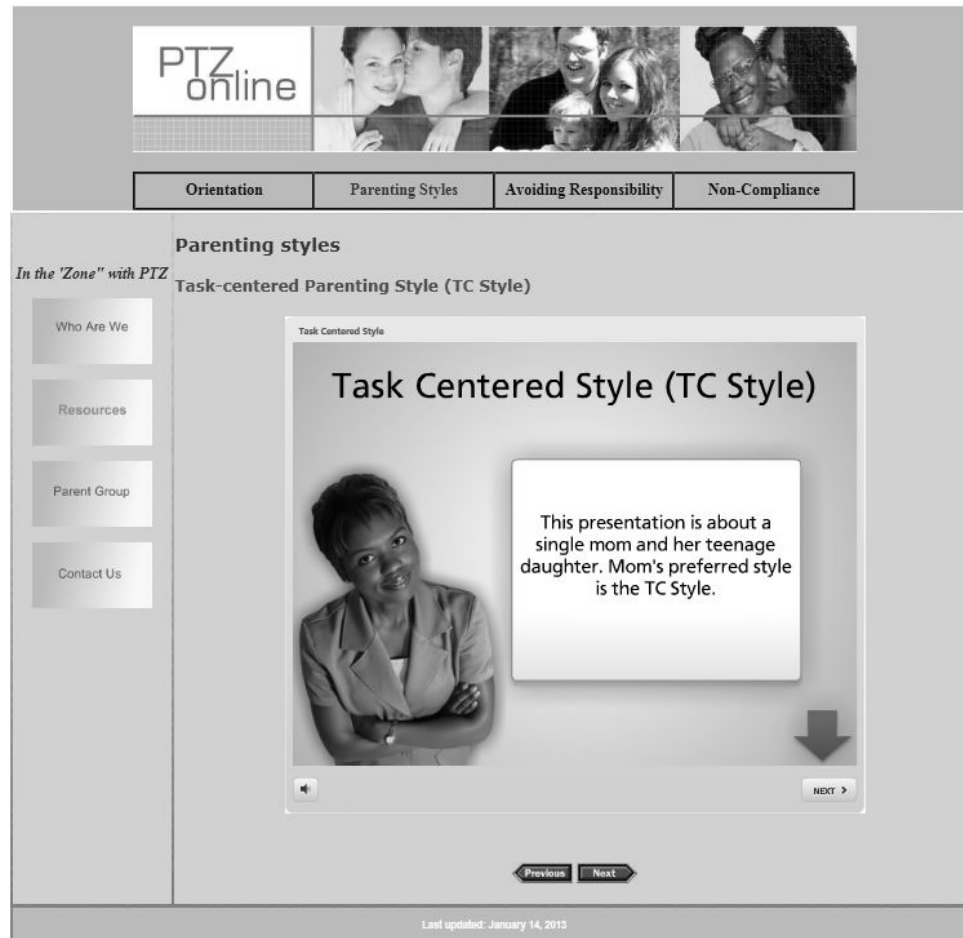 PTZ
online
Orientation
Parenting Styles
Avoiding Responsibility
Non-Compliance
In the 'Zone" with PTZ
Who Are We
Resources
Parent Group
Contact Us
Parenting styles
Task-centered Parenting Style (TC Style)
Task Centered Style
Task Centered Style (TC Style)
This presentation is about a
single mom and her teenage
daughter. Mom's preferred style
is the TC Style.
NEXT >
Previous
Next
Last updated: January 14, 2013